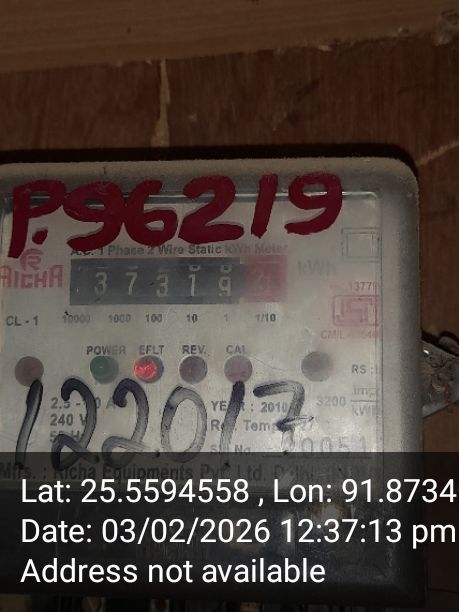 P.96219
A.C. 1 Phase 2 Wire Static kWh Meter
RICHA
kWh
3 7 3 1 9
CL - 1
10000 1000 100 10 1 1/10
POWER EFLT REV. CAL
122017
240 V
YEAR : 2010
3200
Mfrs. : Richa Equipments Pvt. Ltd.
Lat: 25.5594558 , Lon: 91.8734
Date: 03/02/2026 12:37:13 pm
Address not available